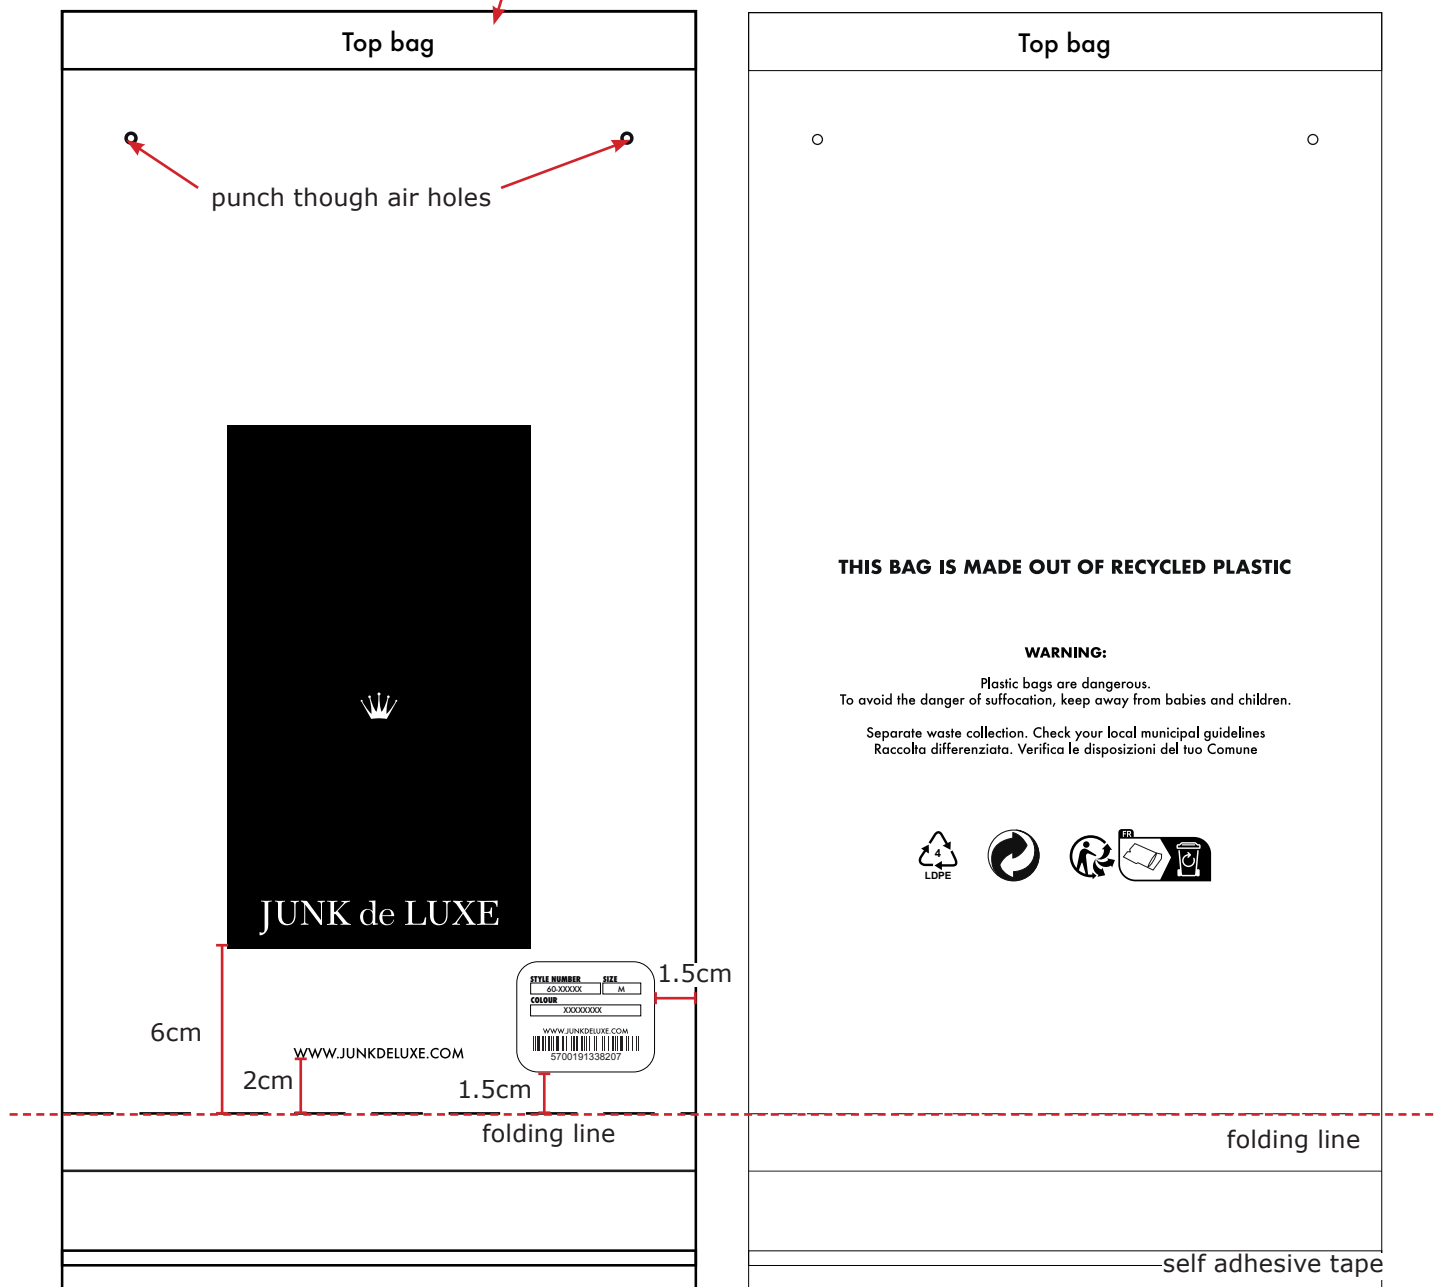 Top bag
punch though air holes
JUNK de LUXE
STYLE NUMBER SIZE
60-XXXXX M
COLOUR
XXXXXXXX
WWW.JUNKDELUXE.COM
5700191338207
1.5cm
6cm
WWW.JUNKDELUXE.COM
2cm
1.5cm
folding line
Top bag
THIS BAG IS MADE OUT OF RECYCLED PLASTIC
WARNING:
Plastic bags are dangerous.
To avoid the danger of suffocation, keep away from babies and children.
Separate waste collection. Check your local municipal guidelines
Raccolta differenziata. Verifica le disposizioni del tuo Comune
4
LDPE
FR
folding line
self adhesive tape